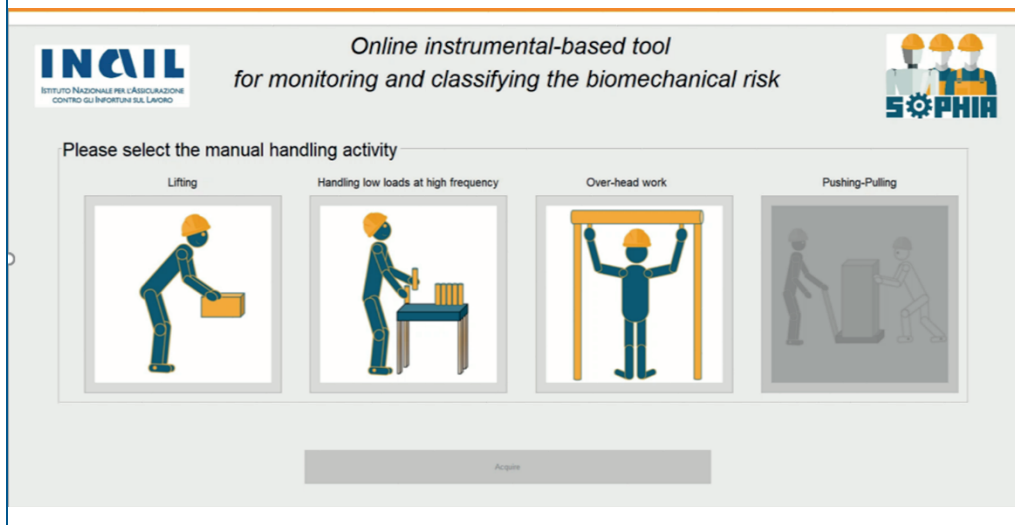 INAIL
ISTITUTO NAZIONALE PER L'ASSICURAZIONE
CONTRO GLI INFORTUNI SUL LAVORO
Online instrumental-based tool
for monitoring and classifying the biomechanical risk
SOPHIA
Please select the manual handling activity
Lifting
Handling low loads at high frequency
Over-head work
Pushing-Pulling
Acquire